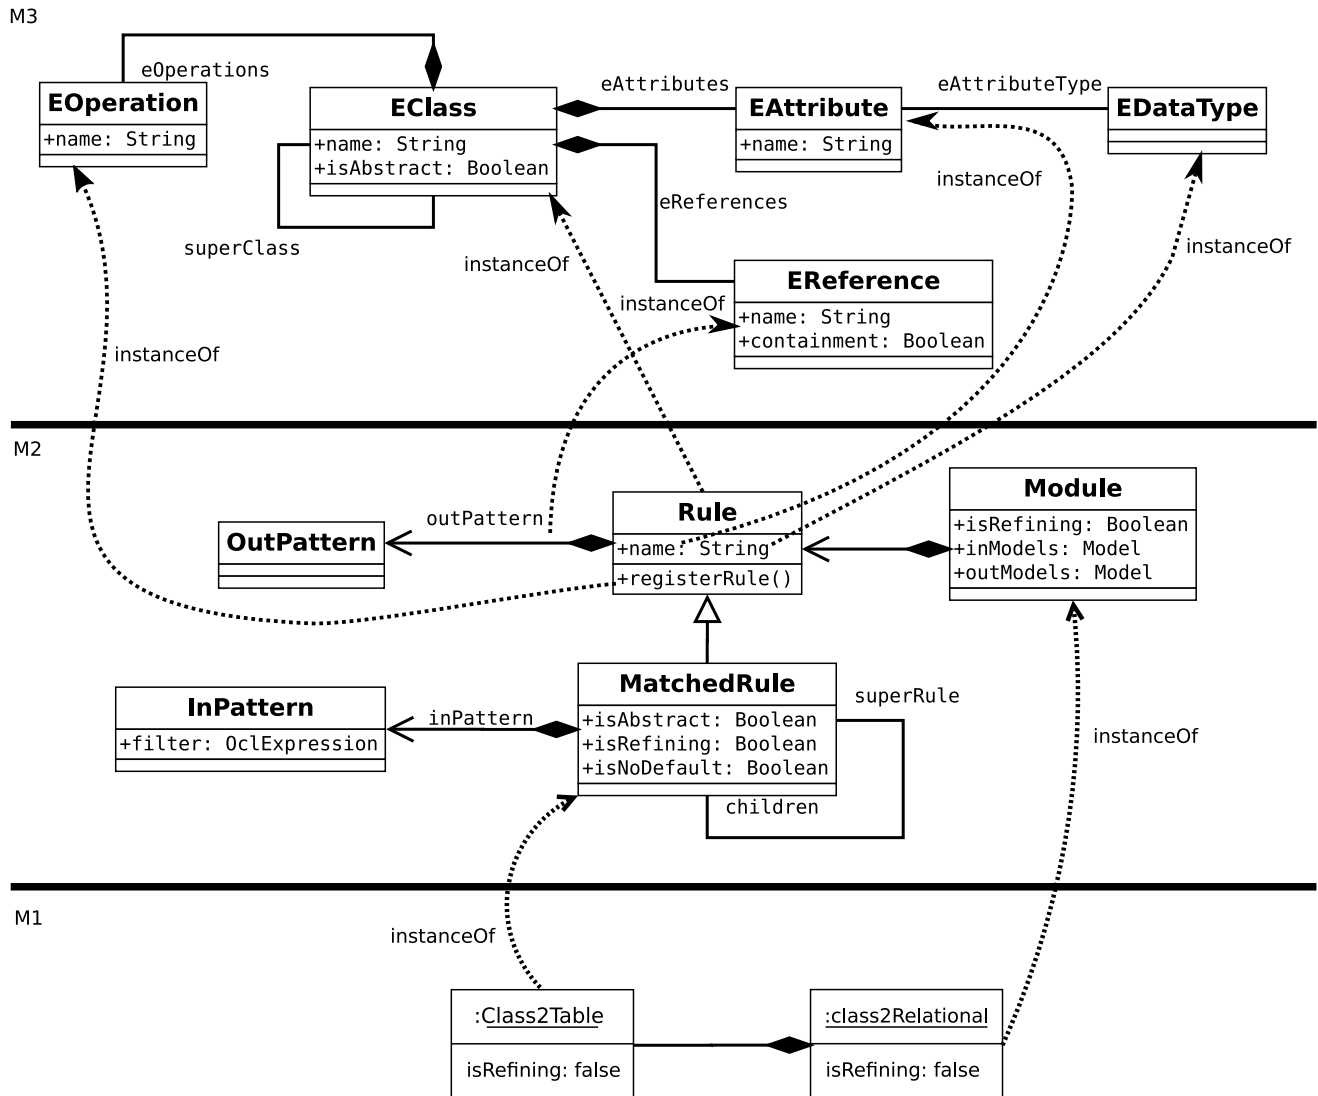 M3
eOperations
EOperation
+name: String
EClass
+name: String
+isAbstract: Boolean
superClass
eAttributes
EAttribute
+name: String
eAttributeType
EDataType
eReferences
EReference
+name: String
+containment: Boolean
instanceOf
instanceOf
instanceOf
instanceOf
instanceOf
M2
OutPattern
outPattern
Rule
+name: String
+registerRule()
Module
+isRefining: Boolean
+inModels: Model
+outModels: Model
InPattern
+filter: OclExpression
inPattern
MatchedRule
+isAbstract: Boolean
+isRefining: Boolean
+isNoDefault: Boolean
superRule
children
instanceOf
M1
instanceOf
:Class2Table
isRefining: false
:class2Relational
isRefining: false